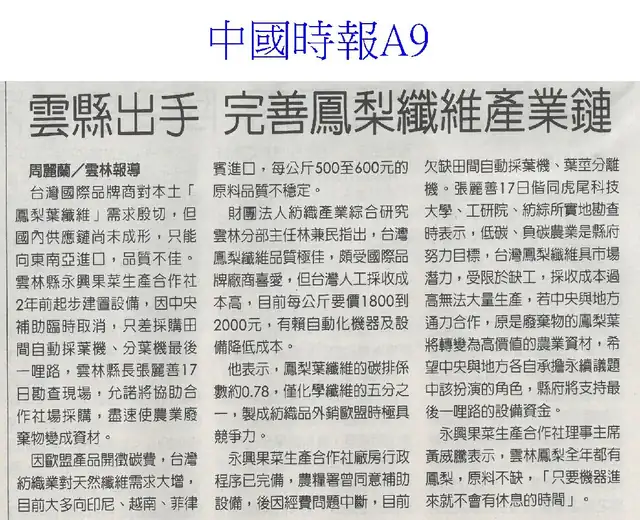 中國時報A9
雲縣出手 完善鳳梨纖維產業鏈
周麗蘭／雲林報導
台灣國際品牌商對本土「
鳳梨葉纖維」需求殷切，但
國內供應鏈尚未成形，只能
向東南亞進口，品質不佳。
雲林縣永興果菜生產合作社
2年前起步建置設備，因中央
補助臨時取消，只差採購田
間自動採葉機、分葉機最後
一哩路，雲林縣長張麗善17
日勘查現場，允諾將協助合
作社場採購，盡速使農業廢
棄物變成資材。
因歐盟產品開徵碳費，台灣
紡織業對天然纖維需求大增，
目前大多向印尼、越南、菲律
賓進口，每公斤500至600元的
原料品質不穩定。
財團法人紡織產業綜合研究
雲林分部主任林兼民指出，台灣
鳳梨纖維品質極佳，頗受國際品
牌廠商喜愛，但台灣人工採收成
本高，目前每公斤要價1800到
2000元，有賴自動化機器及設
備降低成本。
他表示，鳳梨葉纖維的碳排係
數約0.78，僅化學纖維的五分之
一，製成紡織品外銷歐盟時極具
競爭力。
永興果菜生產合作社廠房行政
程序已完備，農糧署曾同意補助
設備，後因經費問題中斷，目前
欠缺田間自動採葉機、葉莖分離
機。張麗善17日偕同虎尾科技
大學、工研院、紡綜所實地勘查
時表示，低碳、負碳農業是縣府
努力目標，台灣鳳梨纖維具市場
潛力，受限於缺工，採收成本過
高無法大量生產，若中央與地方
通力合作，原是廢棄物的鳳梨葉
將轉變為高價值的農業資材，希
望中央與地方各自承擔永續議題
中該扮演的角色，縣府將支持最
後一哩路的設備資金。
永興果菜生產合作社理事主席
黃威騰表示，雲林鳳梨全年都有
鳳梨，原料不缺，「只要機器進
來就不會有休息的時間」。